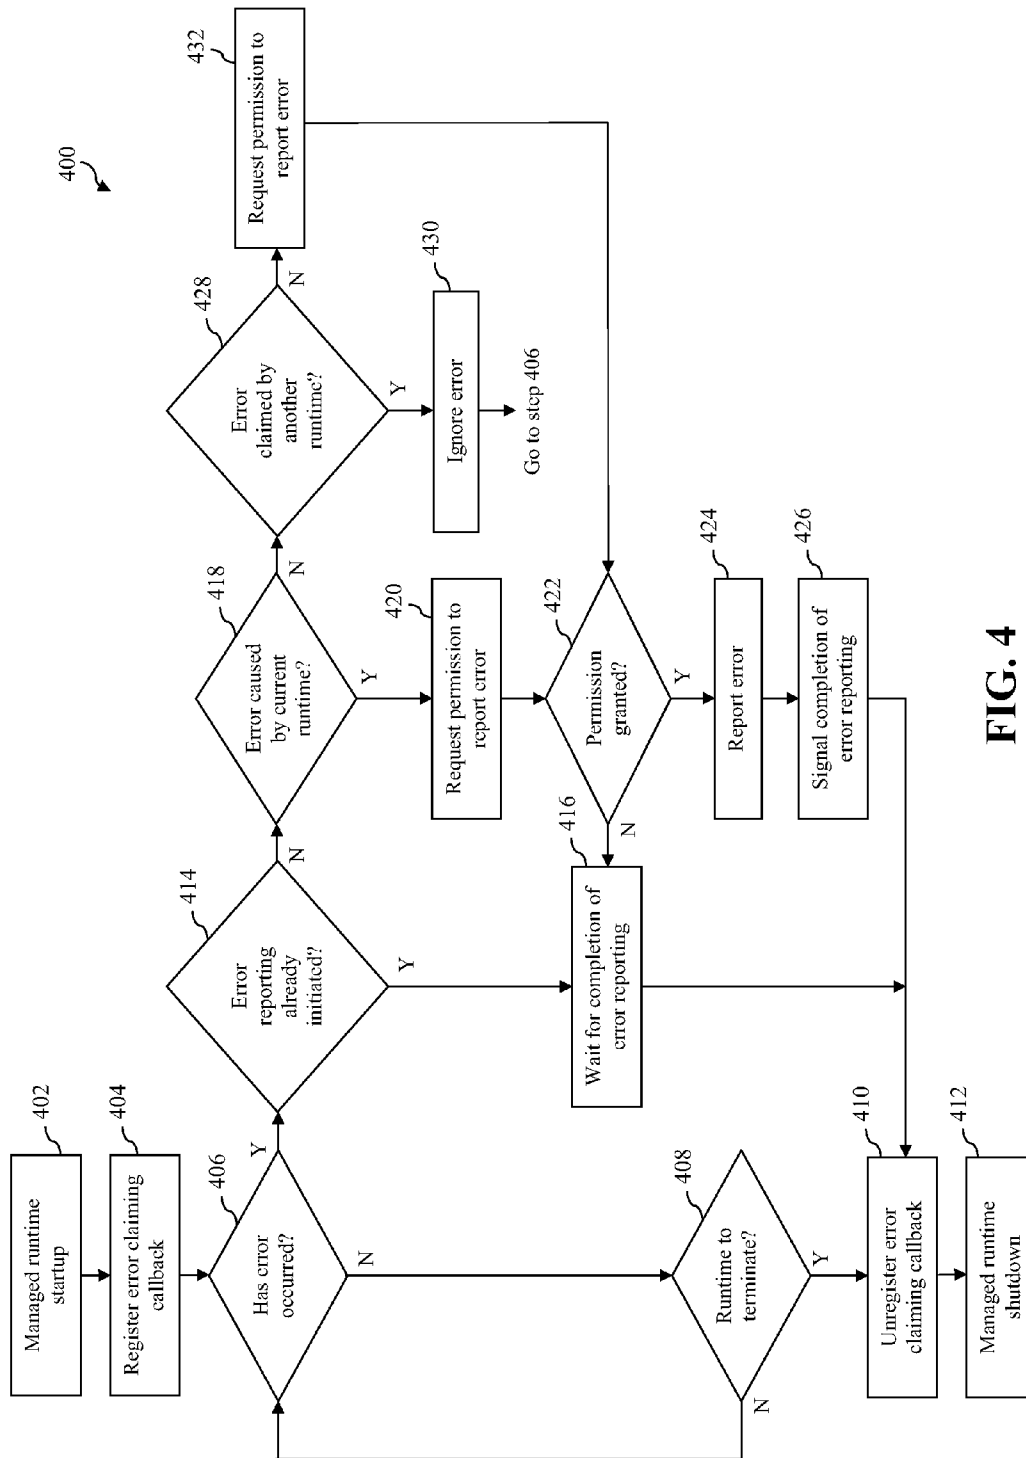 400
402
Managed runtime
startup
404
Register error claiming
callback
406
Has error
occurred?
Y
N
408
Runtime to
terminate?
N
Y
410
Unregister error
claiming callback
412
Managed runtime
shutdown
414
Error
reporting
already
initiated?
N
Y
416
Wait for completion of
error reporting
418
Error caused
by current
runtime?
N
Y
420
Request permission to
report error
422
Permission
granted?
N
Y
424
Report error
426
Signal completion of
error reporting
428
Error
claimed by
another
runtime?
N
Y
430
Ignore error
Go to step 406
432
Request permission to
report error
FIG. 4